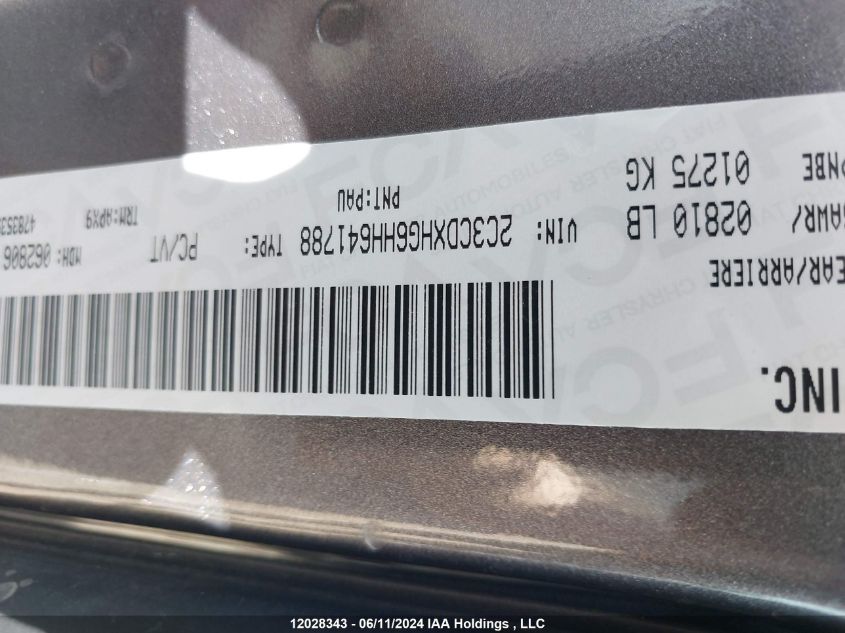 INC.
EAR/ARRIERE
GAWR/ 02810 LB
PNBE 01275 KG
VIN: 2C3CDXHG6HH641788 TYPE: PC/VT MDH: 062906
PNT:PAU TRM:APX9 478353
12028343 - 06/11/2024 IAA Holdings , LLC